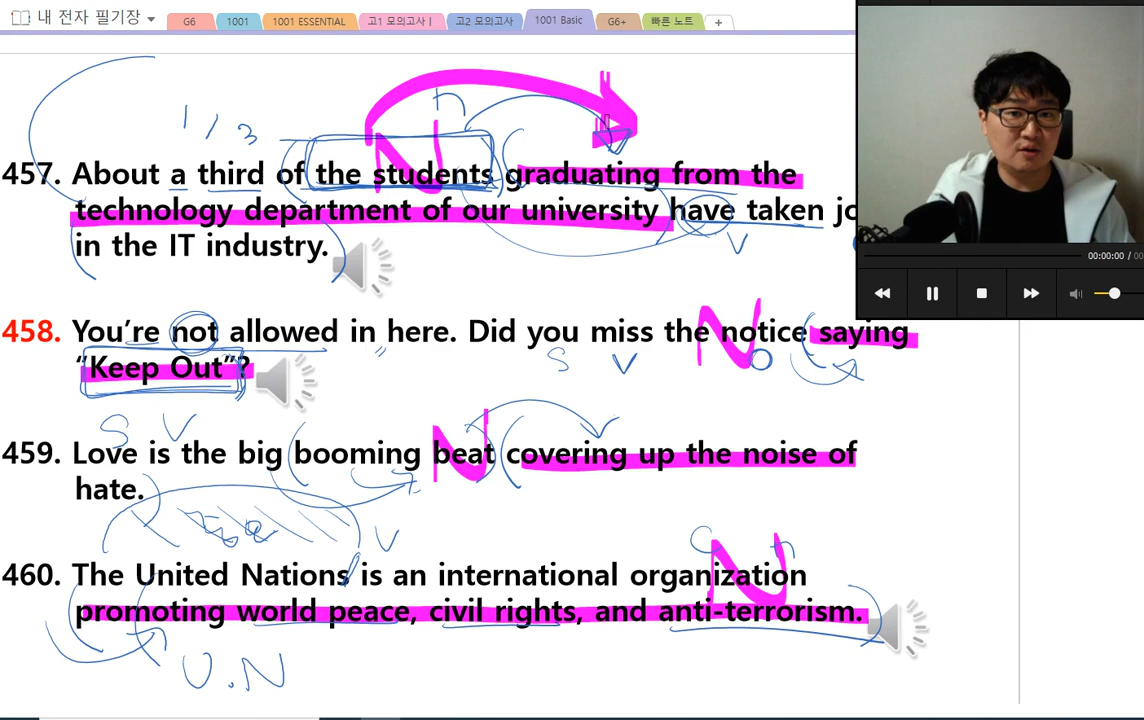 내 전자 필기장
G6 1001 1001 ESSENTIAL 고1 모의고사 I 고2 모의고사 1001 Basic G6+ 빠른 노트 +
1/3 n
N
457. About a third of the students graduating from the
technology department of our university have taken jo
in the IT industry.
V
N
458. You're not allowed in here. Did you miss the notice saying
"Keep Out"?
S V O
S V N
459. Love is the big booming beat covering up the noise of
hate.
V N
460. The United Nations is an international organization
promoting world peace, civil rights, and anti-terrorism.
U.N
00:00:00 / 00